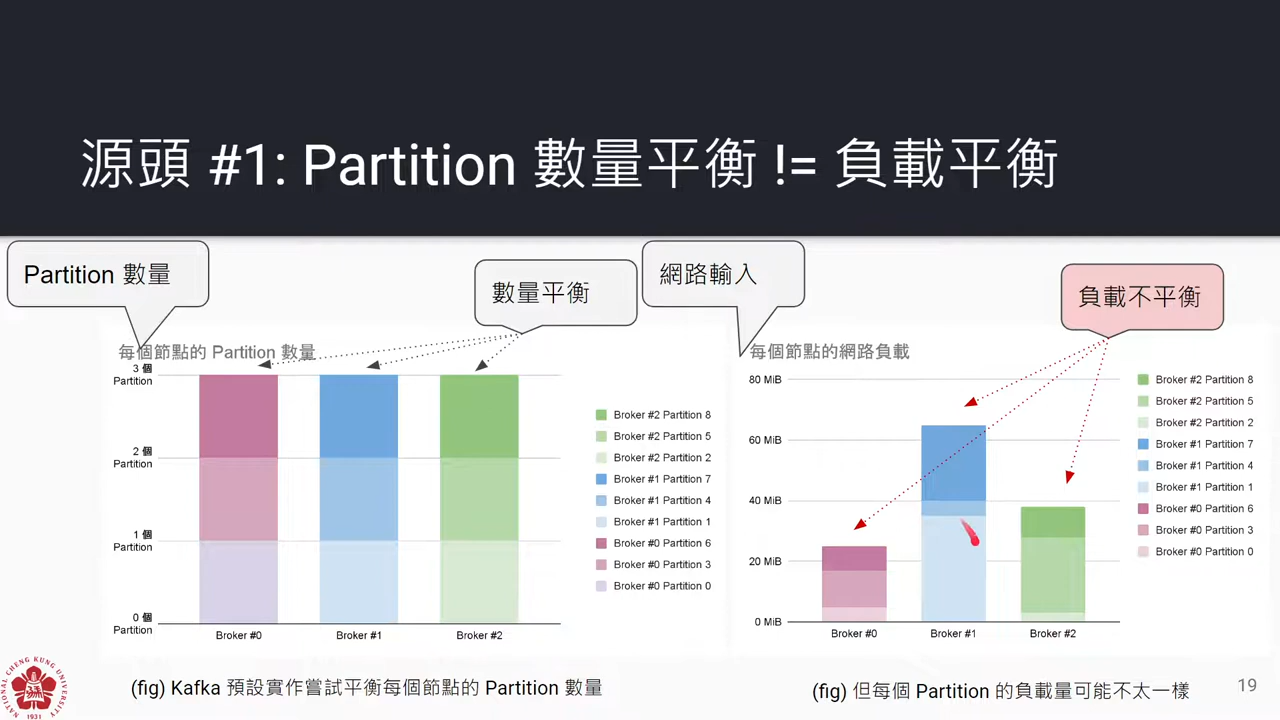 源頭 #1: Partition 數量平衡 != 負載平衡
Partition 數量
數量平衡
網路輸入
負載不平衡
每個節點的 Partition 數量
3 個
Partition
2 個
Partition
1 個
Partition
0 個
Partition
Broker #0
Broker #1
Broker #2
Broker #2 Partition 8
Broker #2 Partition 5
Broker #2 Partition 2
Broker #1 Partition 7
Broker #1 Partition 4
Broker #1 Partition 1
Broker #0 Partition 6
Broker #0 Partition 3
Broker #0 Partition 0
每個節點的網路負載
80 MiB
60 MiB
40 MiB
20 MiB
0 MiB
Broker #0
Broker #1
Broker #2
Broker #2 Partition 8
Broker #2 Partition 5
Broker #2 Partition 2
Broker #1 Partition 7
Broker #1 Partition 4
Broker #1 Partition 1
Broker #0 Partition 6
Broker #0 Partition 3
Broker #0 Partition 0
(fig) Kafka 預設實作嘗試平衡每個節點的 Partition 數量
(fig) 但每個 Partition 的負載量可能不太一樣
19
NATIONAL CHENG KUNG UNIVERSITY
1931